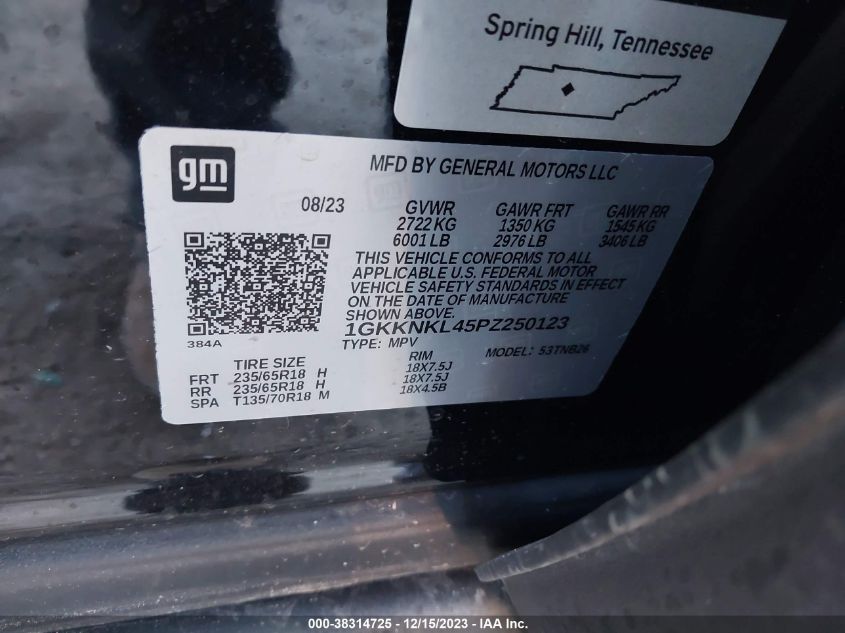 Spring Hill, Tennessee
gm
MFD BY GENERAL MOTORS LLC
08/23 GVWR GAWR FRT GAWR RR
2722 KG 1350 KG 1545 KG
6001 LB 2976 LB 3406 LB
THIS VEHICLE CONFORMS TO ALL
APPLICABLE U.S. FEDERAL MOTOR
VEHICLE SAFETY STANDARDS IN EFFECT
ON THE DATE OF MANUFACTURE
SHOWN ABOVE.
1GKKNKL45PZ250123
384A
TYPE: MPV MODEL: 53TNB26
TIRE SIZE RIM
FRT 235/65R18 H 18X7.5J
RR 235/65R18 H 18X7.5J
SPA T135/70R18 M 18X4.5B
000-38314725 - 12/15/2023 - IAA Inc.